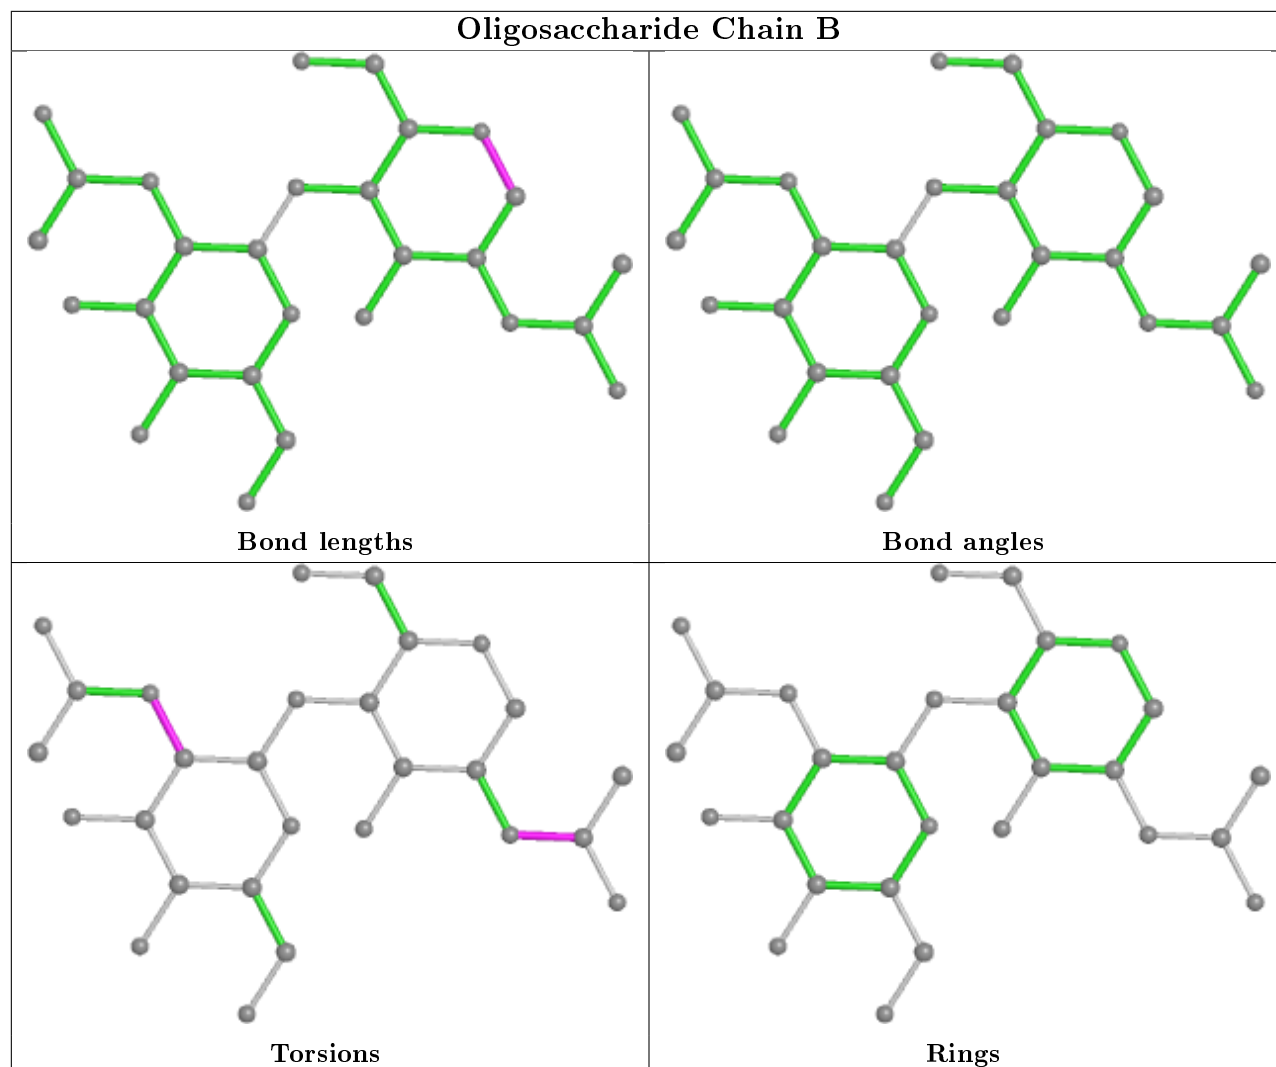 Oligosaccharide Chain B
Bond lengths
Bond angles
Torsions
Rings